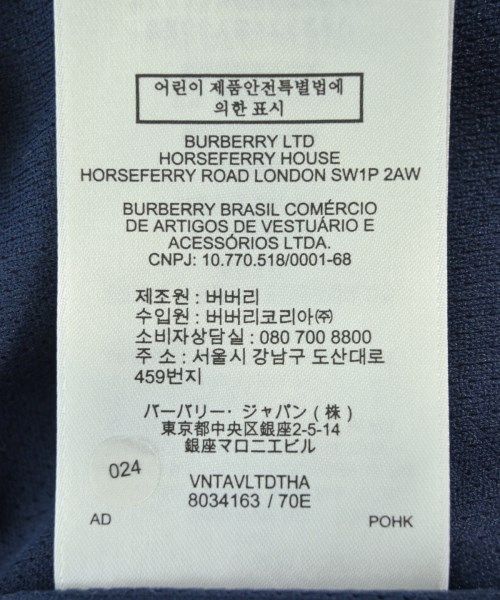 어린이 제품안전특별법에
의한 표시
BURBERRY LTD
HORSEFERRY HOUSE
HORSEFERRY ROAD LONDON SW1P 2AW
BURBERRY BRASIL COMÉRCIO
DE ARTIGOS DE VESTUÁRIO E
ACESSÓRIOS LTDA.
CNPJ: 10.770.518/0001-68
제조원 : 버버리
수입원 : 버버리코리아㈜
소비자상담실 : 080 700 8800
주 소 : 서울시 강남구 도산대로
459번지
バーバリー・ジャパン(株)
東京都中央区銀座2-5-14
銀座マロニエビル
024
VNTAVLTDTHA
8034163 / 70E
AD
POHK